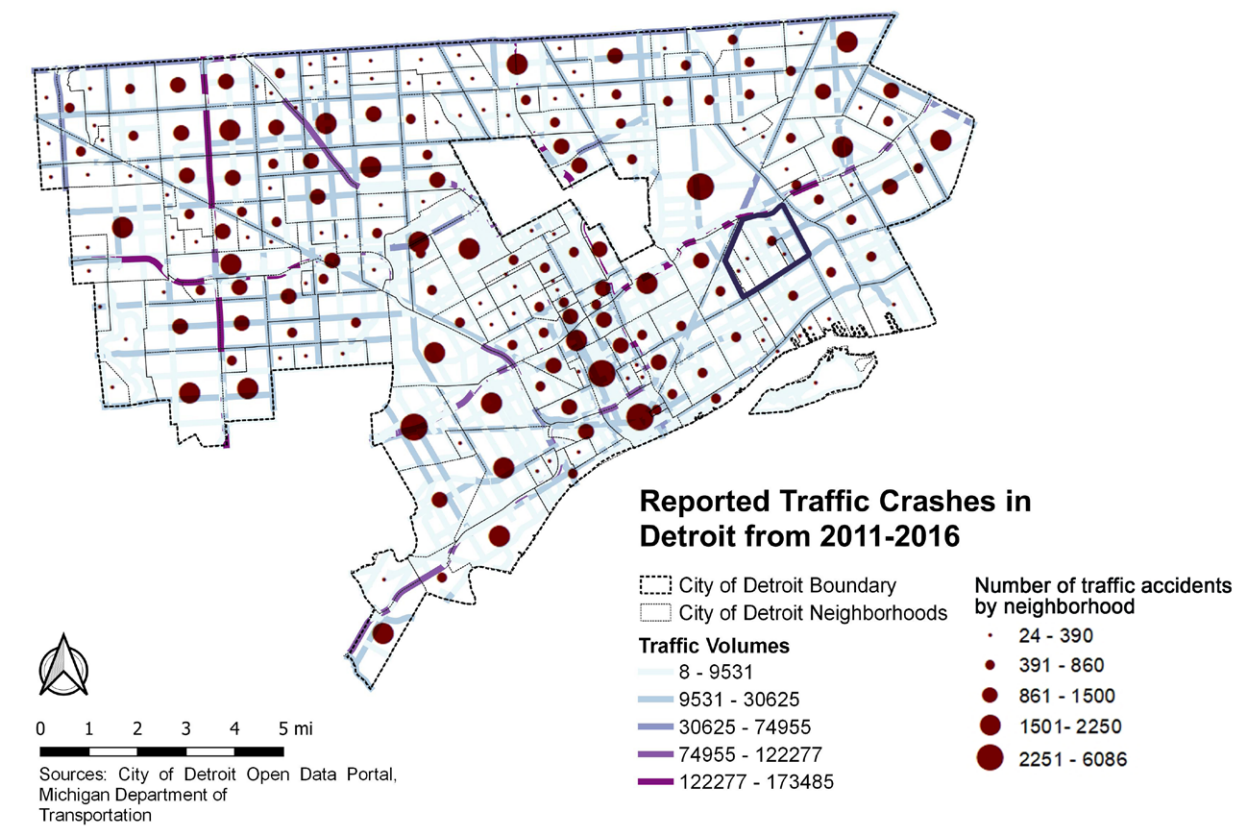 Reported Traffic Crashes in
Detroit from 2011-2016
City of Detroit Boundary
City of Detroit Neighborhoods
Traffic Volumes
8 - 9531
9531 - 30625
30625 - 74955
74955 - 122277
122277 - 173485
Number of traffic accidents
by neighborhood
24 - 390
391 - 860
861 - 1500
1501- 2250
2251 - 6086
0 1 2 3 4 5 mi
Sources: City of Detroit Open Data Portal,
Michigan Department of
Transportation